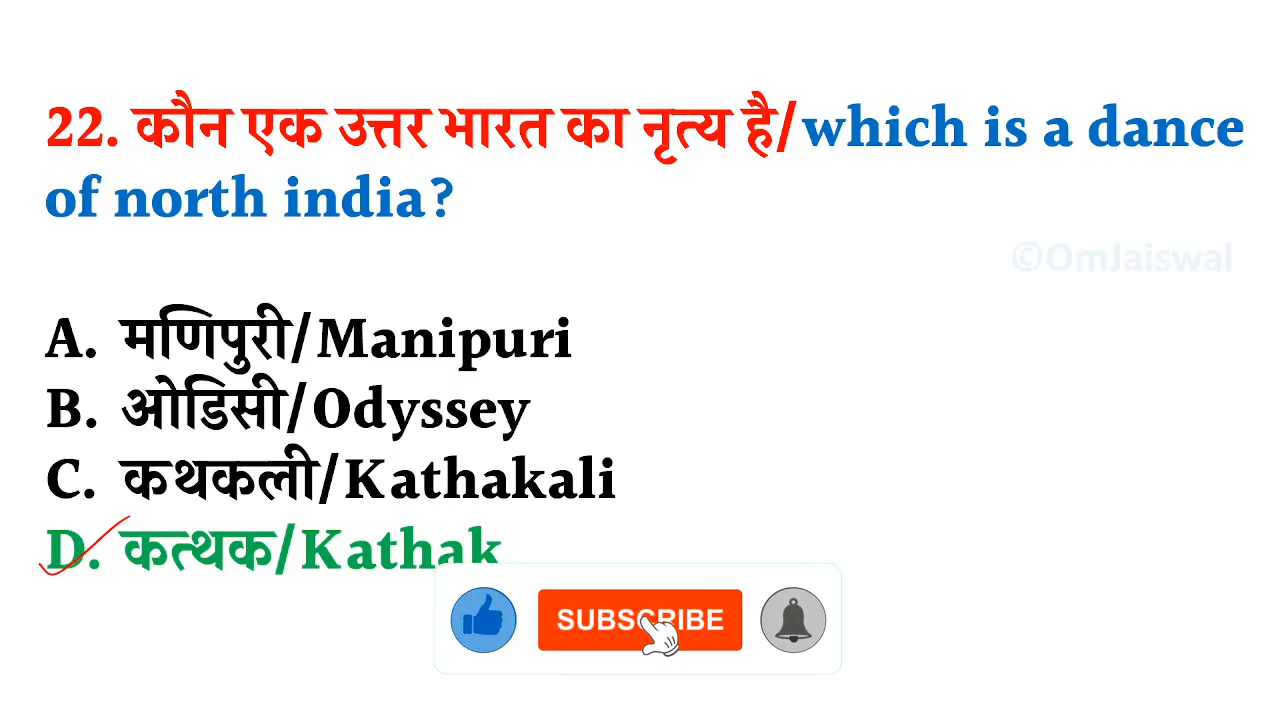 22. कौन एक उत्तर भारत का नृत्य है/which is a dance
of north india?
©OmJaiswal
A. मणिपुरी/Manipuri
B. ओडिसी/Odyssey
C. कथकली/Kathakali
D. कत्थक/Kathak
SUBSCRIBE